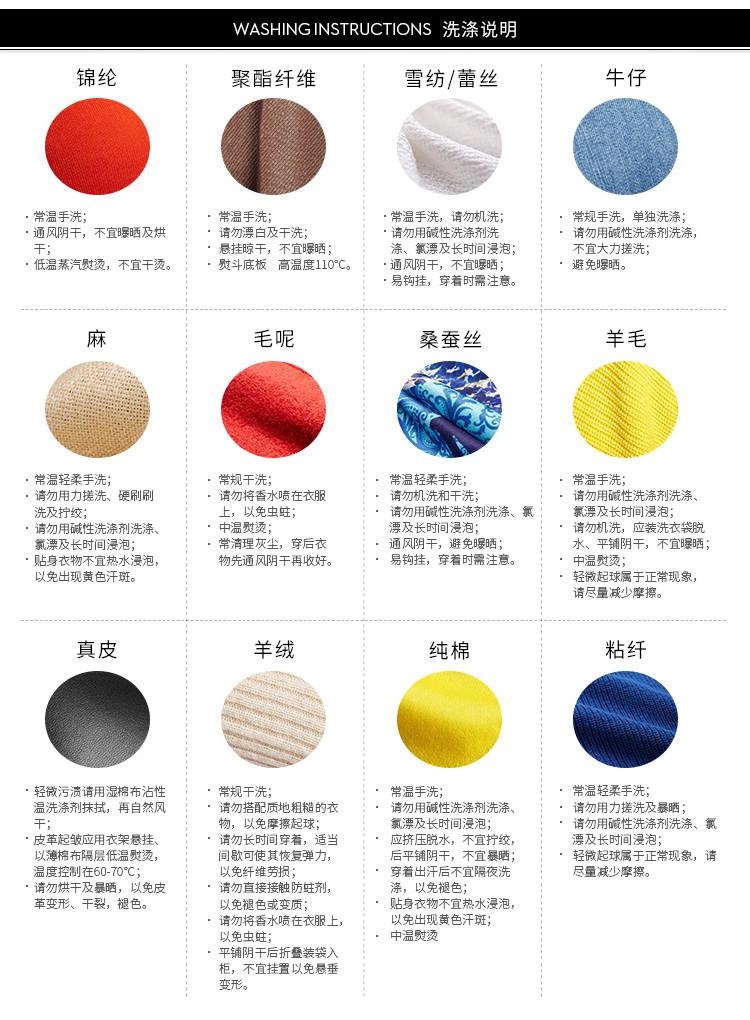 WASHING INSTRUCTIONS 洗涤说明
锦纶
· 常温手洗；
· 通风阴干，不宜曝晒及烘
干；
· 低温蒸汽熨烫，不宜干烫。
聚酯纤维
· 常温手洗；
· 请勿漂白及干洗；
· 悬挂晾干，不宜曝晒；
· 熨斗底板 高温度110℃。
雪纺/蕾丝
· 常温手洗，请勿机洗；
· 请勿用碱性洗涤剂洗
涤、氯漂及长时间浸泡；
· 通风阴干，不宜曝晒；
· 易钩挂，穿着时需注意。
牛仔
· 常规手洗，单独洗涤；
· 请勿用碱性洗涤剂洗涤，
不宜大力搓洗；
· 避免曝晒。
麻
· 常温轻柔手洗；
· 请勿用力搓洗、硬刷刷
洗及拧绞；
· 请勿用碱性洗涤剂洗涤、
氯漂及长时间浸泡；
· 贴身衣物不宜热水浸泡，
以免出现黄色汗斑。
毛呢
· 常规干洗；
· 请勿将香水喷在衣服
上，以免虫蛀；
· 中温熨烫；
· 常清理灰尘，穿后衣
物先通风阴干再收好。
桑蚕丝
· 常温轻柔手洗；
· 请勿机洗和干洗；
· 请勿用碱性洗涤剂洗涤、氯
漂及长时间浸泡；
· 通风阴干，避免曝晒；
· 易钩挂，穿着时需注意。
羊毛
· 常温手洗；
· 请勿用碱性洗涤剂洗涤、
氯漂及长时间浸泡；
· 请勿机洗，应装洗衣袋脱
水、平铺阴干，不宜曝晒；
· 中温熨烫；
· 轻微起球属于正常现象，
请尽量减少摩擦。
真皮
· 轻微污渍请用湿棉布沾性
温洗涤剂抹拭，再自然风
干；
· 皮革起皱应用衣架悬挂、
以薄棉布隔层低温熨烫，
温度控制在60-70℃；
· 请勿烘干及暴晒，以免皮
革变形、干裂，褪色。
羊绒
· 常规干洗；
· 请勿搭配质地粗糙的衣
物，以免摩擦起球；
· 请勿长时间穿着，适当
间歇可使其恢复弹力，
以免纤维劳损；
· 请勿直接接触防蛀剂，
以免褪色或变质；
· 请勿将香水喷在衣服上，
以免虫蛀；
· 平铺阴干后折叠装袋入
柜，不宜挂置以免悬垂
变形。
纯棉
· 常温手洗；
· 请勿用碱性洗涤剂洗涤、
氯漂及长时间浸泡；
· 应挤压脱水，不宜拧绞，
后平铺阴干，不宜暴晒；
· 穿着出汗后不宜隔夜洗
涤，以免褪色；
· 贴身衣物不宜热水浸泡，
以免出现黄色汗斑；
· 中温熨烫
粘纤
· 常温轻柔手洗；
· 请勿用力搓洗及暴晒；
· 请勿用碱性洗涤剂洗涤、氯
漂及长时间浸泡；
· 轻微起球属于正常现象，请
尽量减少摩擦。